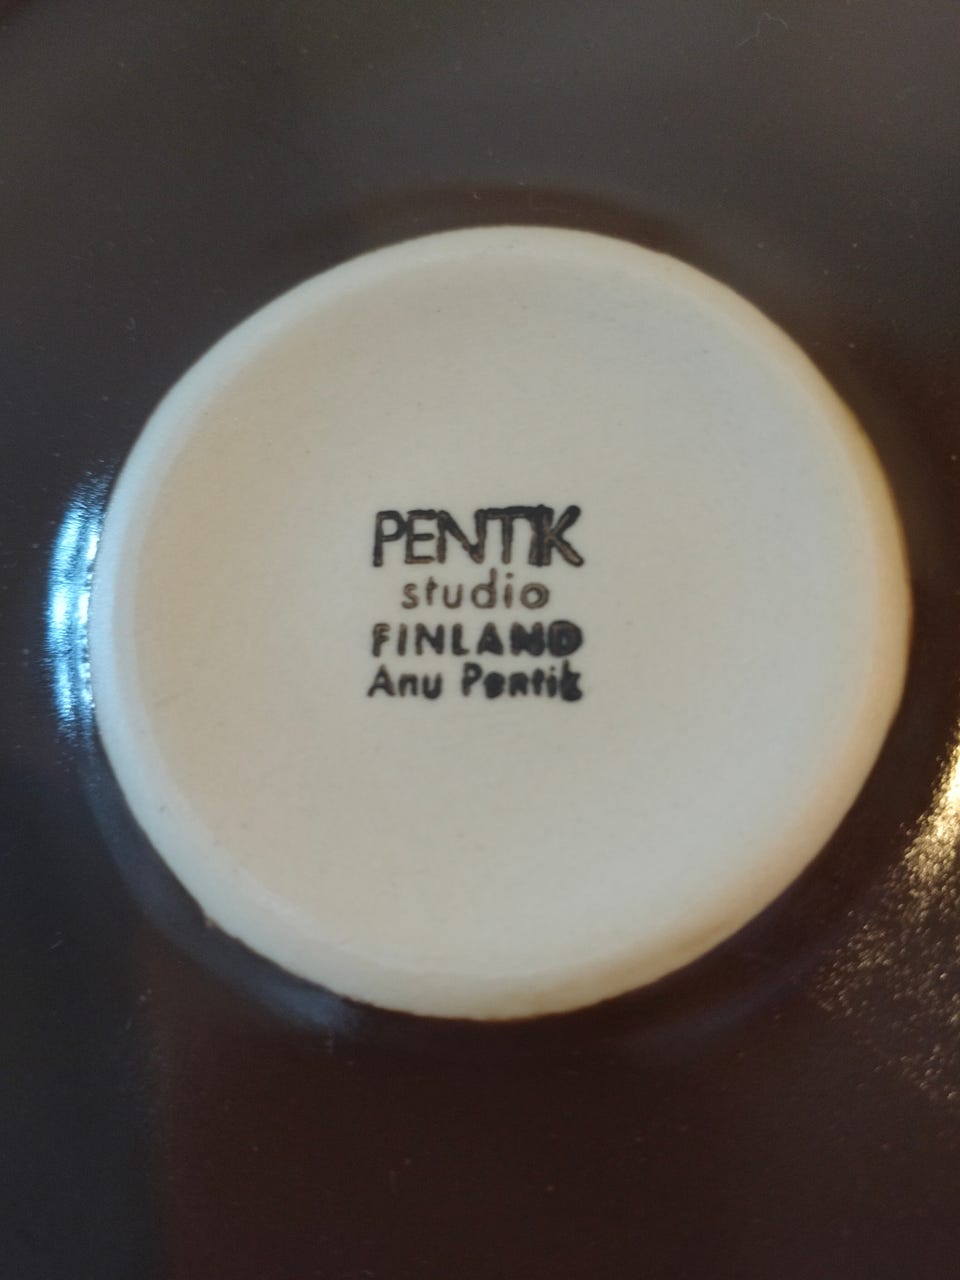 PENTIK
studio
FINLAND
Anu Pentik